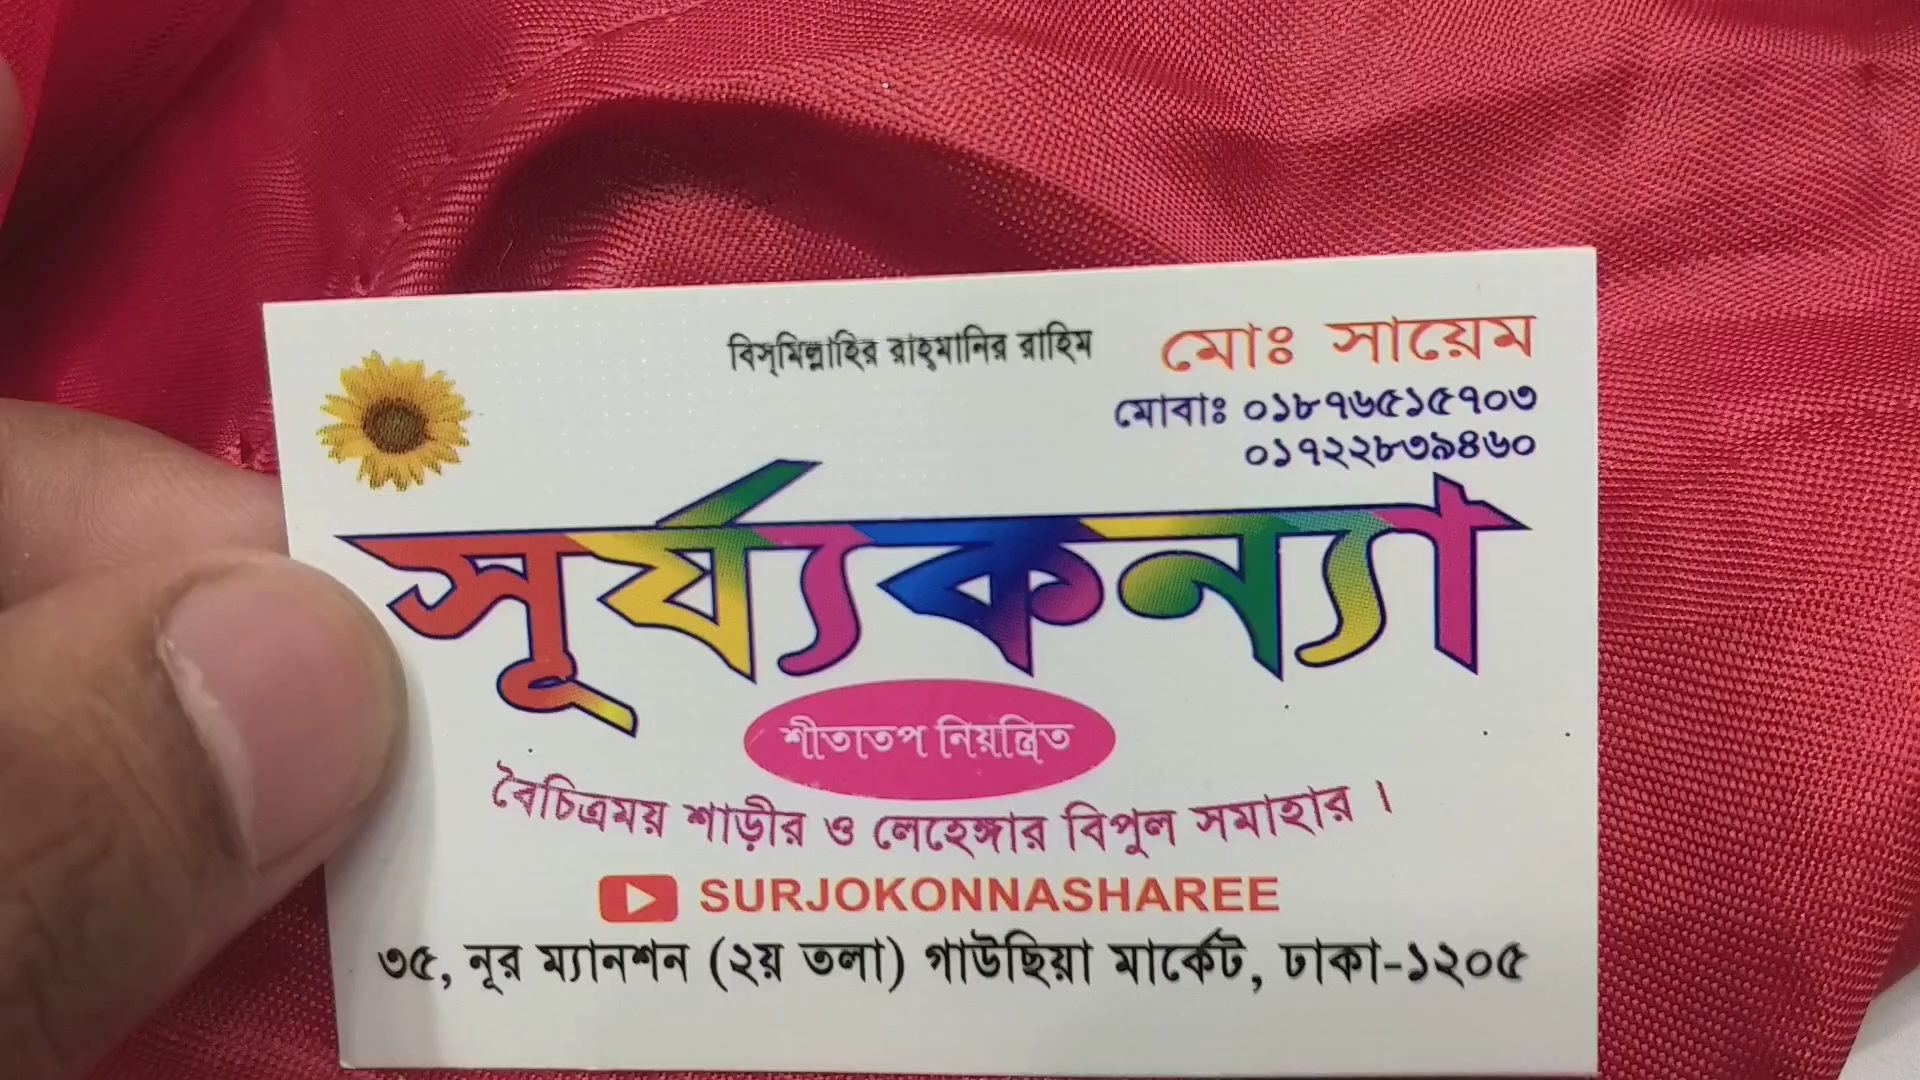 বিস্‌মিল্লাহির রাহ্‌মানির রাহিম
মোঃ সায়েম
মোবাঃ ০১৮৭৬৫১৫৭০৩
০১৭২২৮৩৯৪৬০
সূর্য্যকন্যা
শীতাতপ নিয়ন্ত্রিত
বৈচিত্রময় শাড়ীর ও লেহেঙ্গার বিপুল সমাহার ।
SURJOKONNASHAREE
৩৫, নূর ম্যানশন (২য় তলা) গাউছিয়া মার্কেট, ঢাকা-১২০৫